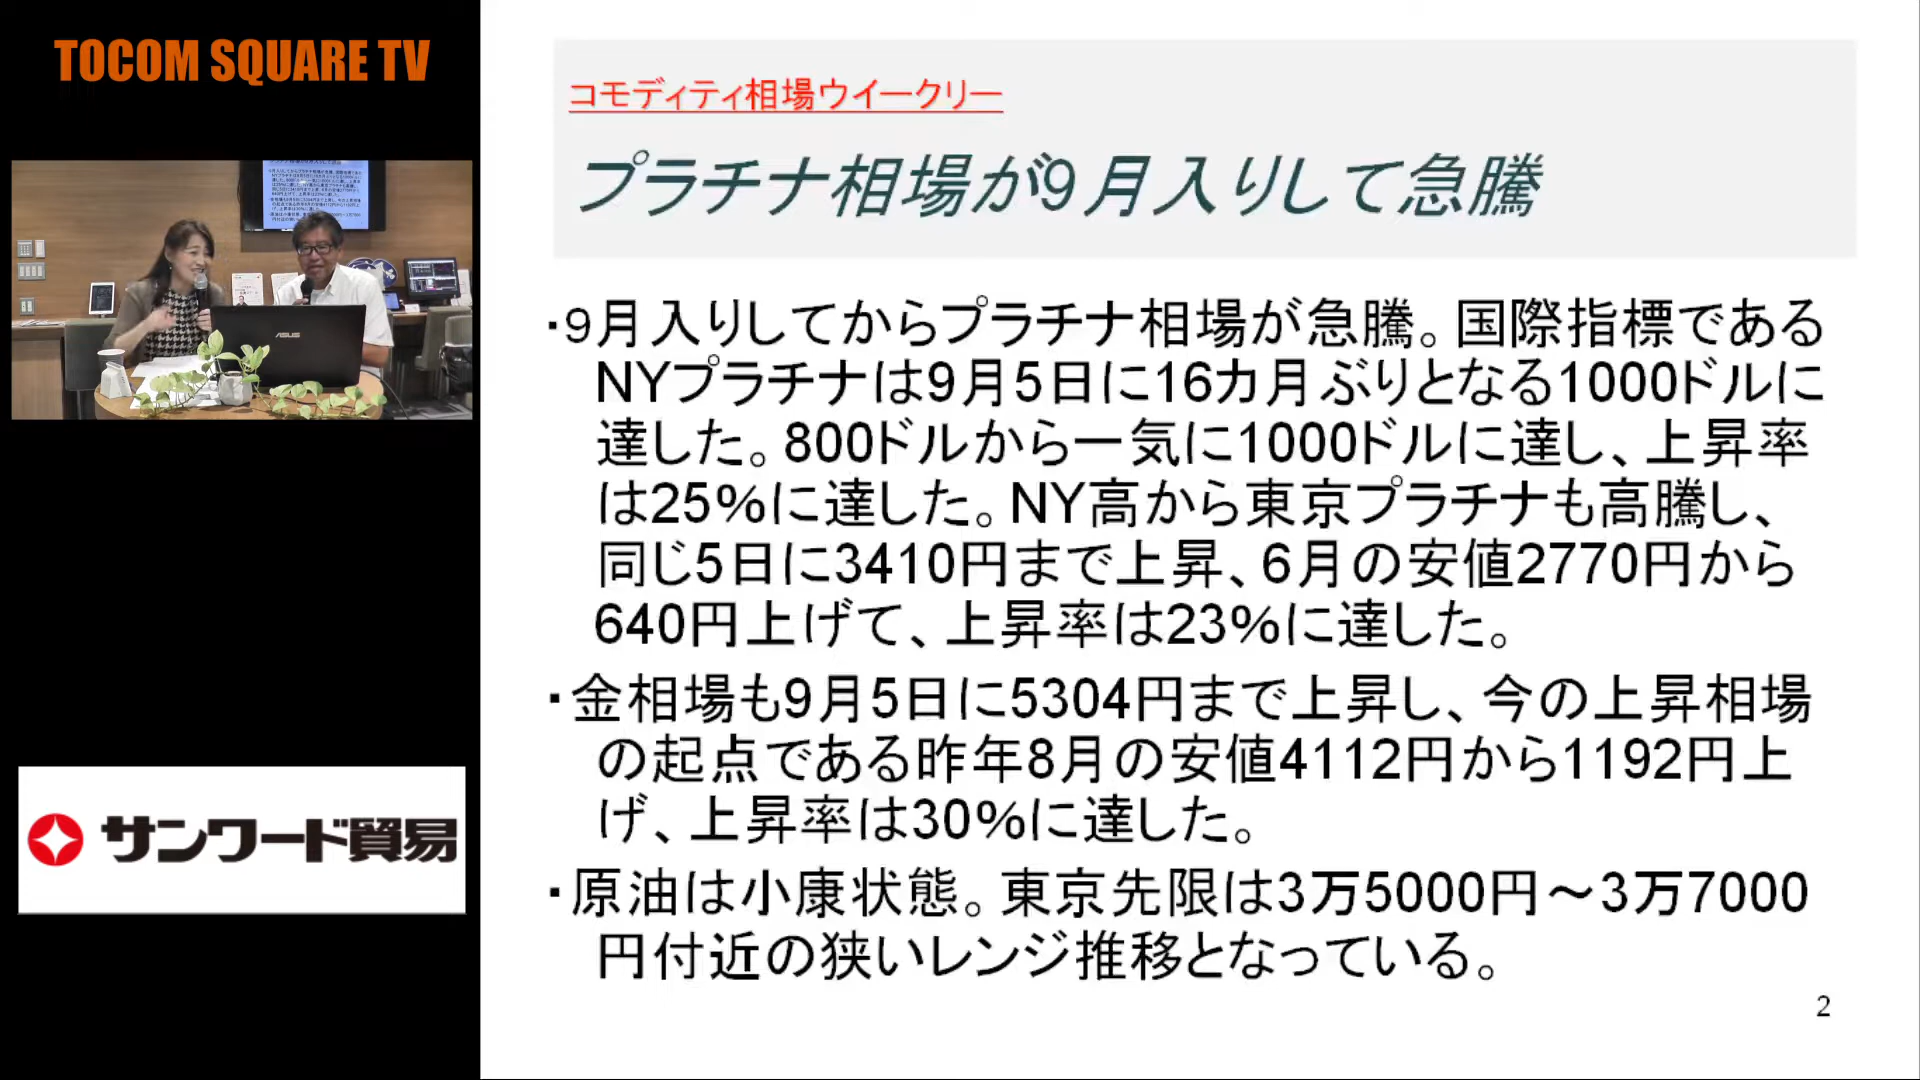 TOCOM SQUARE TV
コモディティ相場ウイークリー
プラチナ相場が9月入りして急騰
・9月入りしてからプラチナ相場が急騰。国際指標である
NYプラチナは9月5日に16カ月ぶりとなる1000ドルに
達した。800ドルから一気に1000ドルに達し、上昇率
は25%に達した。NY高から東京プラチナも高騰し、
同じ5日に3410円まで上昇、6月の安値2770円から
640円上げて、上昇率は23%に達した。
・金相場も9月5日に5304円まで上昇し、今の上昇相場
の起点である昨年8月の安値4112円から1192円上
げ、上昇率は30%に達した。
・原油は小康状態。東京先限は3万5000円～3万7000
円付近の狭いレンジ推移となっている。
2
ASUS
サンワード貿易